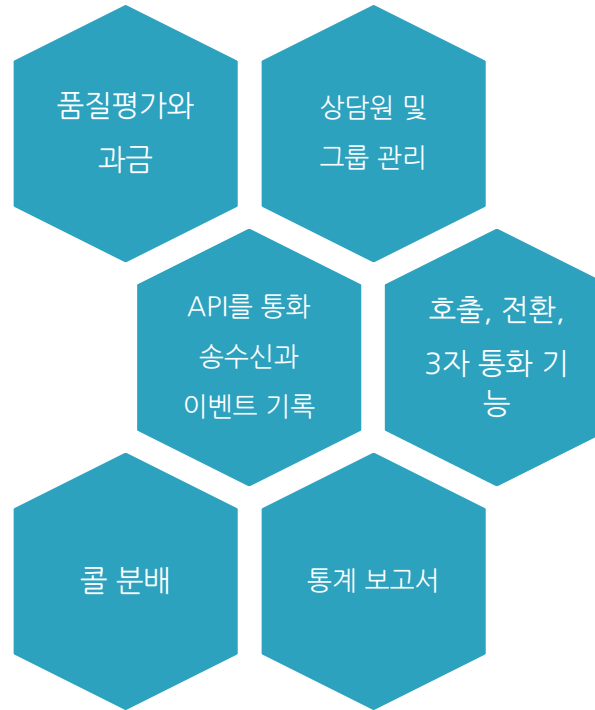 품질평가와
과금
상담원 및
그룹 관리
API를 통화
송수신과
이벤트 기록
호출, 전환,
3자 통화 기
능
콜 분배
통계 보고서